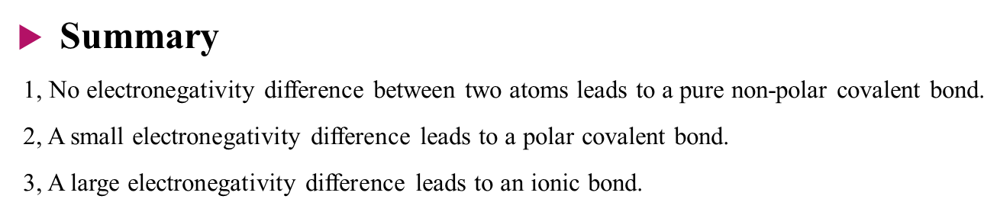 Summary
1, No electronegativity difference between two atoms leads to a pure non-polar covalent bond.
2, A small electronegativity difference leads to a polar covalent bond.
3, A large electronegativity difference leads to an ionic bond.